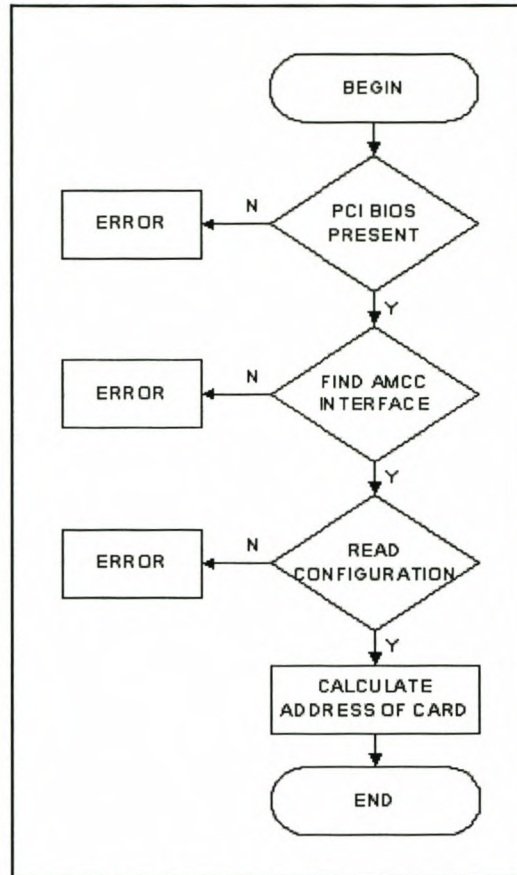 BEGIN
PCI BIOS
PRESENT
N
ERROR
Y
FIND AMCC
INTERFACE
N
ERROR
Y
READ
CONFIGURATION
N
ERROR
Y
CALCULATE
ADDRESS OF CARD
END